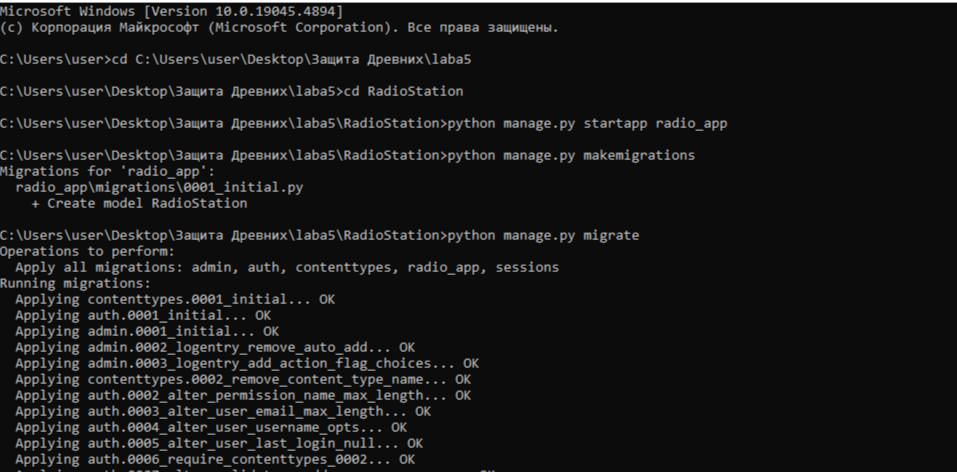 Microsoft Windows [Version 10.0.19045.4894]
(c) Корпорация Майкрософт (Microsoft Corporation). Все права защищены.
C:\Users\user>cd C:\Users\user\Desktop\Защита Древних\laba5
C:\Users\user\Desktop\Защита Древних\laba5>cd RadioStation
C:\Users\user\Desktop\Защита Древних\laba5\RadioStation>python manage.py startapp radio_app
C:\Users\user\Desktop\Защита Древних\laba5\RadioStation>python manage.py makemigrations
Migrations for 'radio_app':
  radio_app\migrations\0001_initial.py
    + Create model RadioStation
C:\Users\user\Desktop\Защита Древних\laba5\RadioStation>python manage.py migrate
Operations to perform:
  Apply all migrations: admin, auth, contenttypes, radio_app, sessions
Running migrations:
  Applying contenttypes.0001_initial... OK
  Applying auth.0001_initial... OK
  Applying admin.0001_initial... OK
  Applying admin.0002_logentry_remove_auto_add... OK
  Applying admin.0003_logentry_add_action_flag_choices... OK
  Applying contenttypes.0002_remove_content_type_name... OK
  Applying auth.0002_alter_permission_name_max_length... OK
  Applying auth.0003_alter_user_email_max_length... OK
  Applying auth.0004_alter_user_username_opts... OK
  Applying auth.0005_alter_user_last_login_null... OK
  Applying auth.0006_require_contenttypes_0002... OK